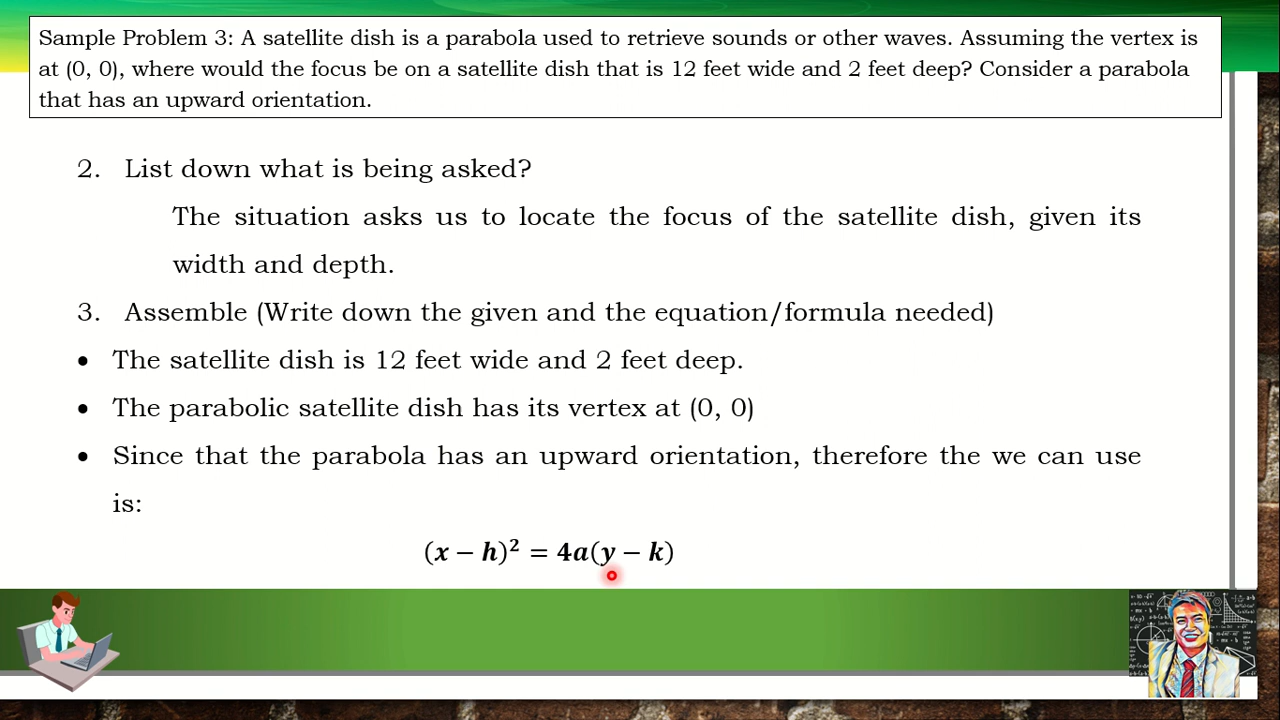 Sample Problem 3: A satellite dish is a parabola used to retrieve sounds or other waves. Assuming the vertex is
at (0, 0), where would the focus be on a satellite dish that is 12 feet wide and 2 feet deep? Consider a parabola
that has an upward orientation.
2. List down what is being asked?
The situation asks us to locate the focus of the satellite dish, given its
width and depth.
3. Assemble (Write down the given and the equation/formula needed)
• The satellite dish is 12 feet wide and 2 feet deep.
• The parabolic satellite dish has its vertex at (0, 0)
• Since that the parabola has an upward orientation, therefore the we can use
is:
(x − h)² = 4a(y − k)